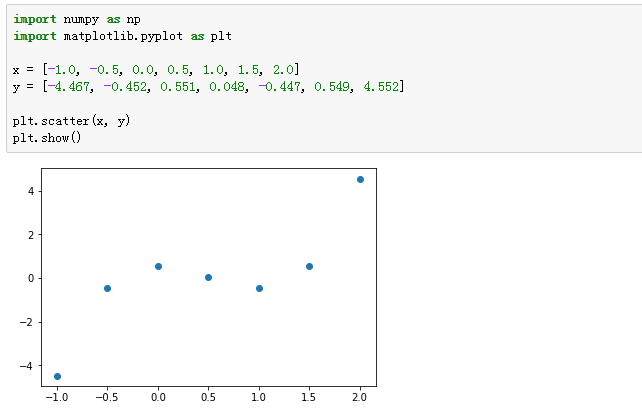 import numpy as np
import matplotlib.pyplot as plt
x = [-1.0, -0.5, 0.0, 0.5, 1.0, 1.5, 2.0]
y = [-4.467, -0.452, 0.551, 0.048, -0.447, 0.549, 4.552]
plt.scatter(x, y)
plt.show()
4
2
0
−2
−4
−1.0 −0.5 0.0 0.5 1.0 1.5 2.0